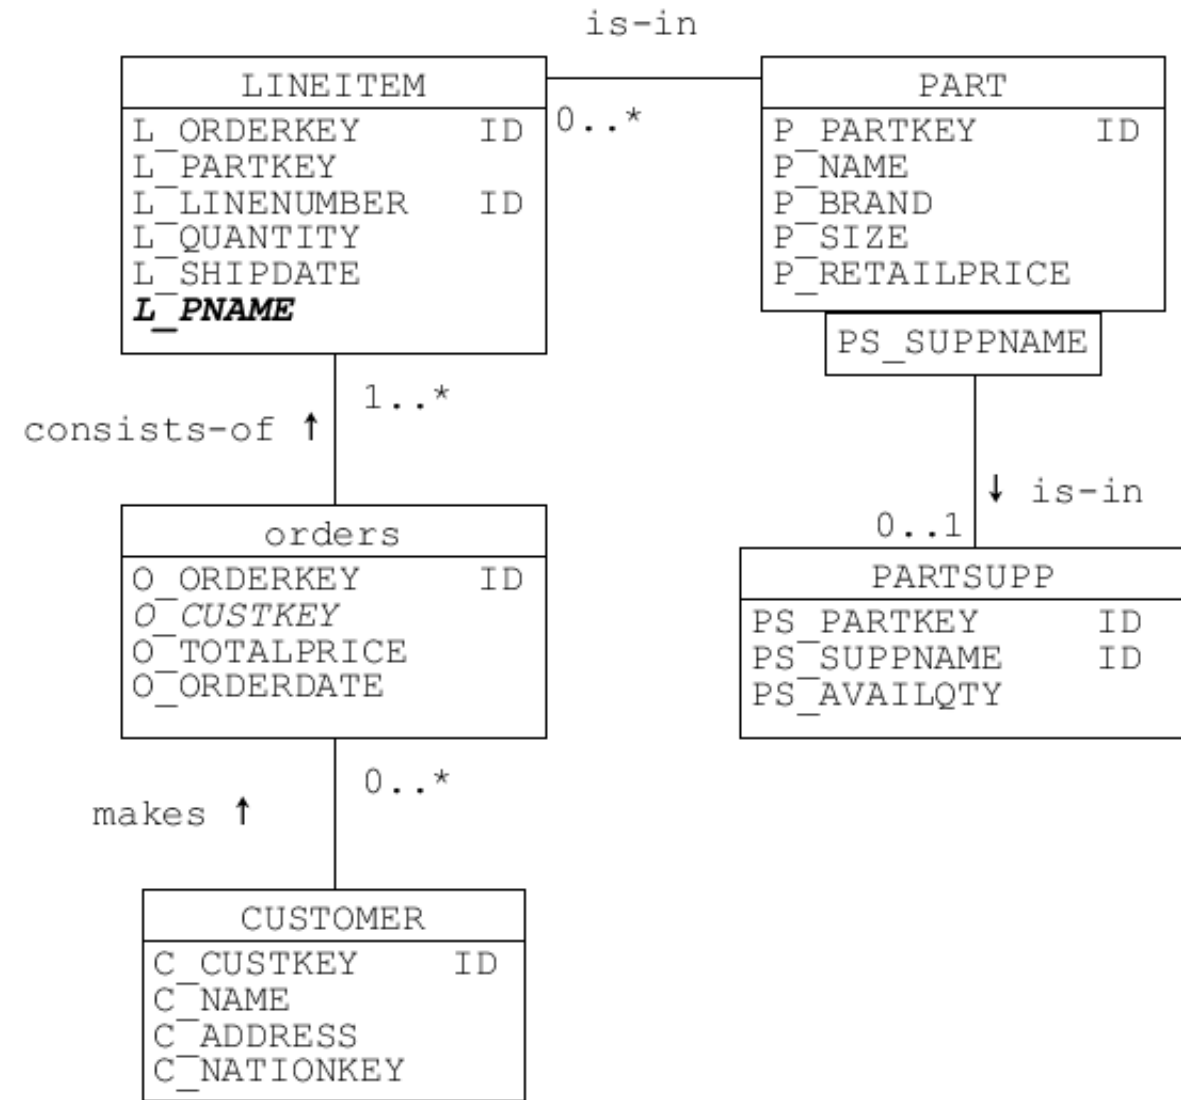 is-in
LINEITEM
L_ORDERKEY ID
L_PARTKEY
L_LINENUMBER ID
L_QUANTITY
L_SHIPDATE
L_PNAME
0..*
PART
P_PARTKEY ID
P_NAME
P_BRAND
P_SIZE
P_RETAILPRICE
PS_SUPPNAME
1..*
consists-of ↑
↓ is-in
0..1
orders
O_ORDERKEY ID
O_CUSTKEY
O_TOTALPRICE
O_ORDERDATE
PARTSUPP
PS_PARTKEY ID
PS_SUPPNAME ID
PS_AVAILQTY
0..*
makes ↑
CUSTOMER
C_CUSTKEY ID
C_NAME
C_ADDRESS
C_NATIONKEY